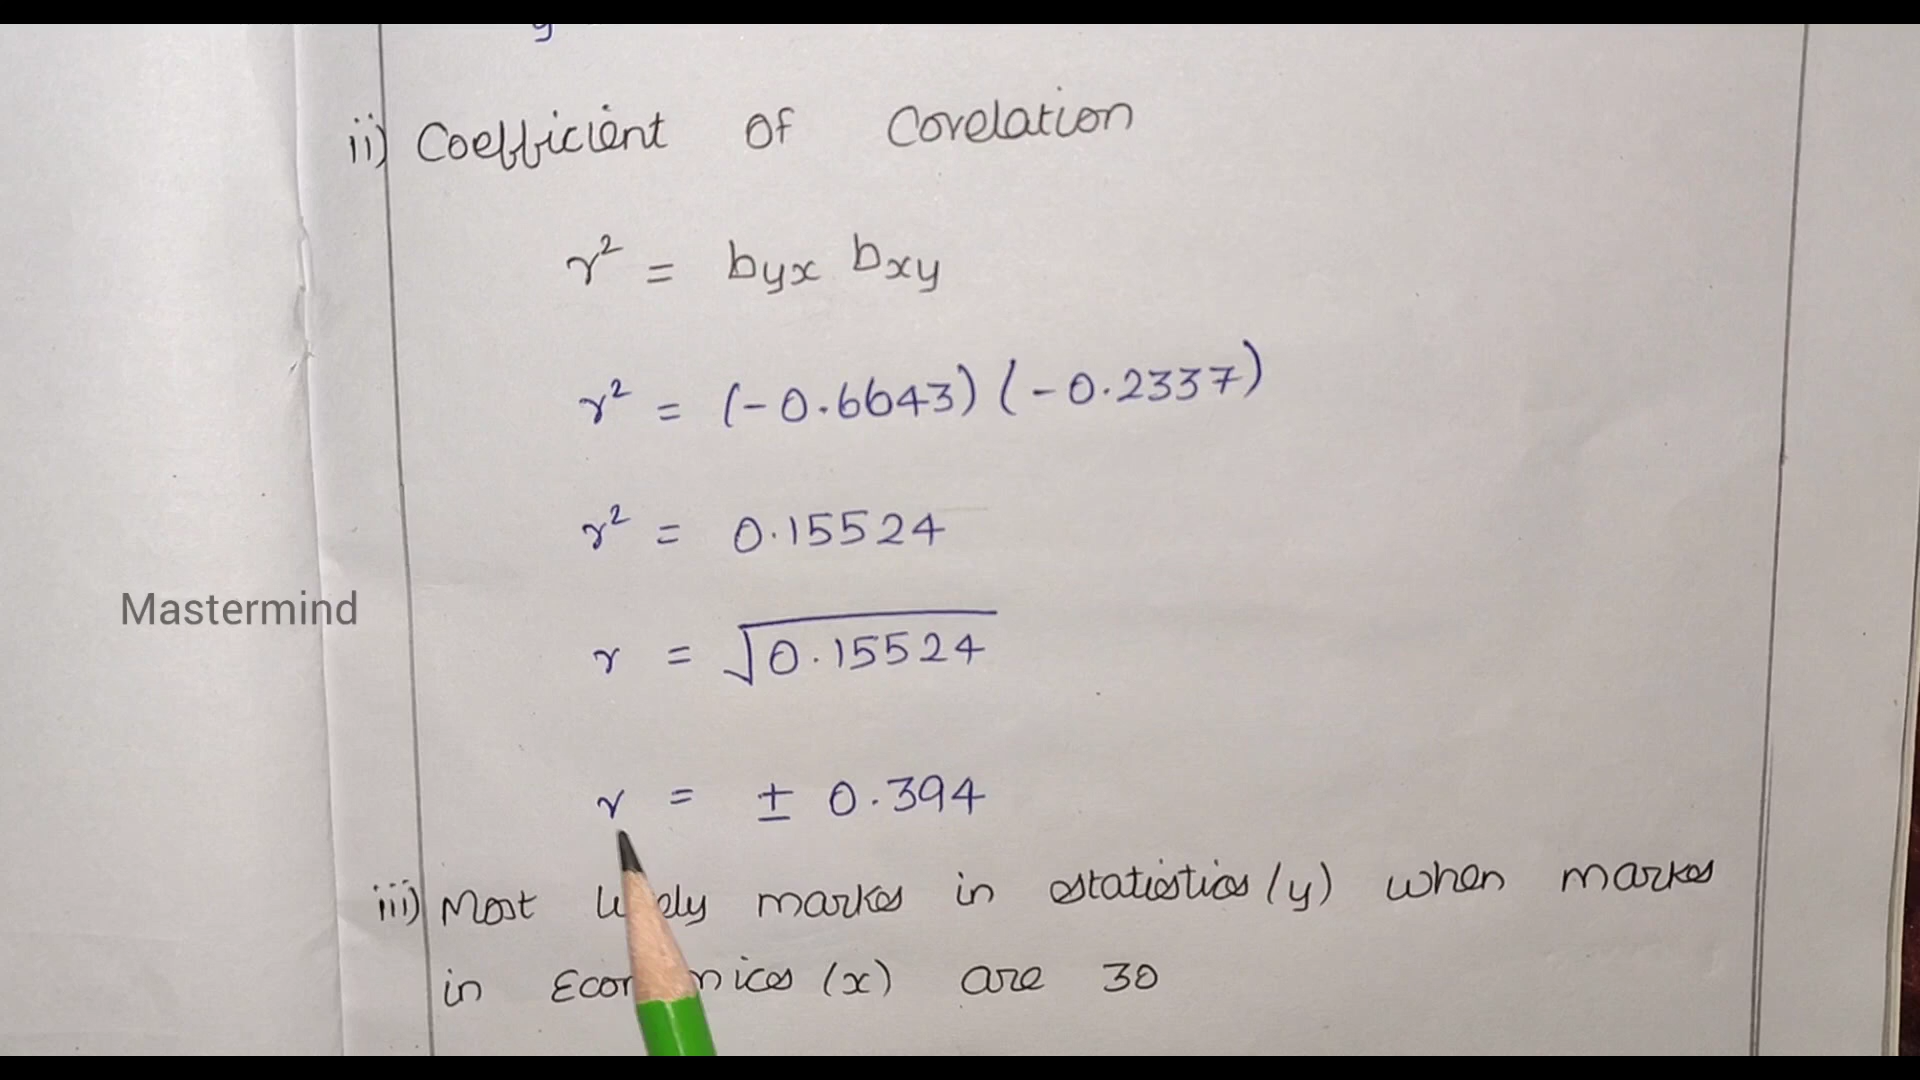 ii) Coefficient Of Corelation
r² = byx bxy
r² = (-0.6643) (-0.2337)
r² = 0.15524
Mastermind
r = √0.15524
r = ± 0.394
iii) Most marks in statistics (y) when marks
in (x) are 30